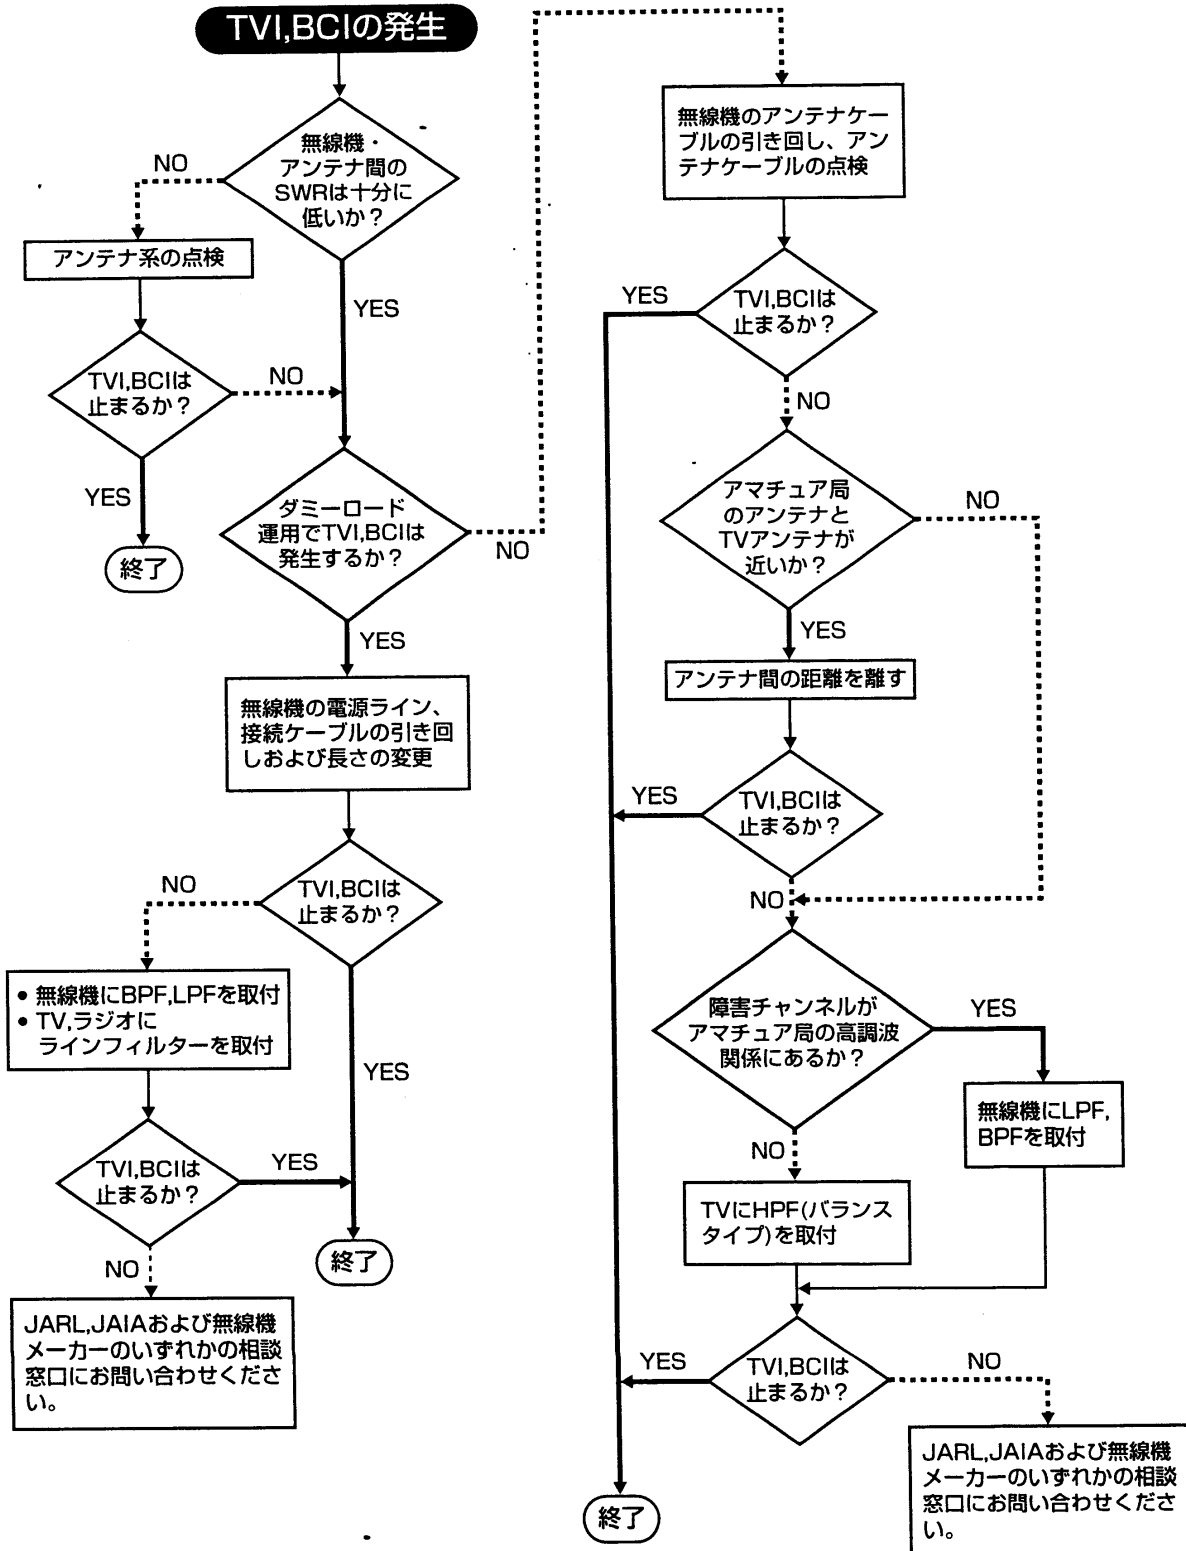 TVI,BCIの発生
無線機・
アンテナ間の
SWRは十分に
低いか？
NO
アンテナ系の点検
YES
TVI,BCIは
止まるか？
NO
YES
終了
ダミーロード
運用でTVI,BCIは
発生するか？
NO
YES
無線機の電源ライン、
接続ケーブルの引き回
しおよび長さの変更
TVI,BCIは
止まるか？
NO
• 無線機にBPF,LPFを取付
• TV,ラジオに
ラインフィルターを取付
YES
TVI,BCIは
止まるか？
YES
終了
NO
JARL,JAIAおよび無線機
メーカーのいずれかの相談
窓口にお問い合わせくださ
い。
無線機のアンテナケー
ブルの引き回し、アン
テナケーブルの点検
TVI,BCIは
止まるか？
YES
NO
アマチュア局
のアンテナと
TVアンテナが
近いか？
NO
YES
アンテナ間の距離を離す
TVI,BCIは
止まるか？
YES
NO
障害チャンネルが
アマチュア局の高調波
関係にあるか？
YES
無線機にLPF,
BPFを取付
NO
TVにHPF(バランス
タイプ)を取付
TVI,BCIは
止まるか？
YES
NO
終了
JARL,JAIAおよび無線機
メーカーのいずれかの相談
窓口にお問い合わせくださ
い。